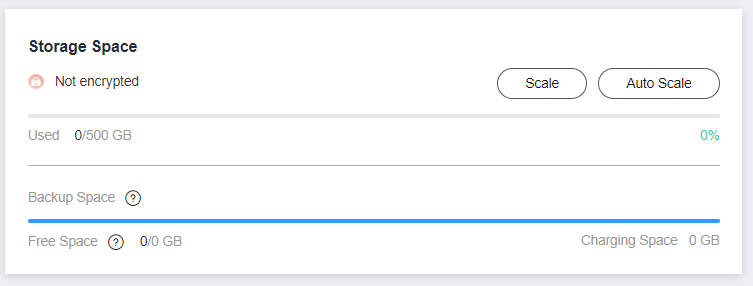 Storage Space
Not encrypted
Scale
Auto Scale
Used 0/500 GB
0%
Backup Space ?
Free Space ? 0/0 GB
Charging Space 0 GB